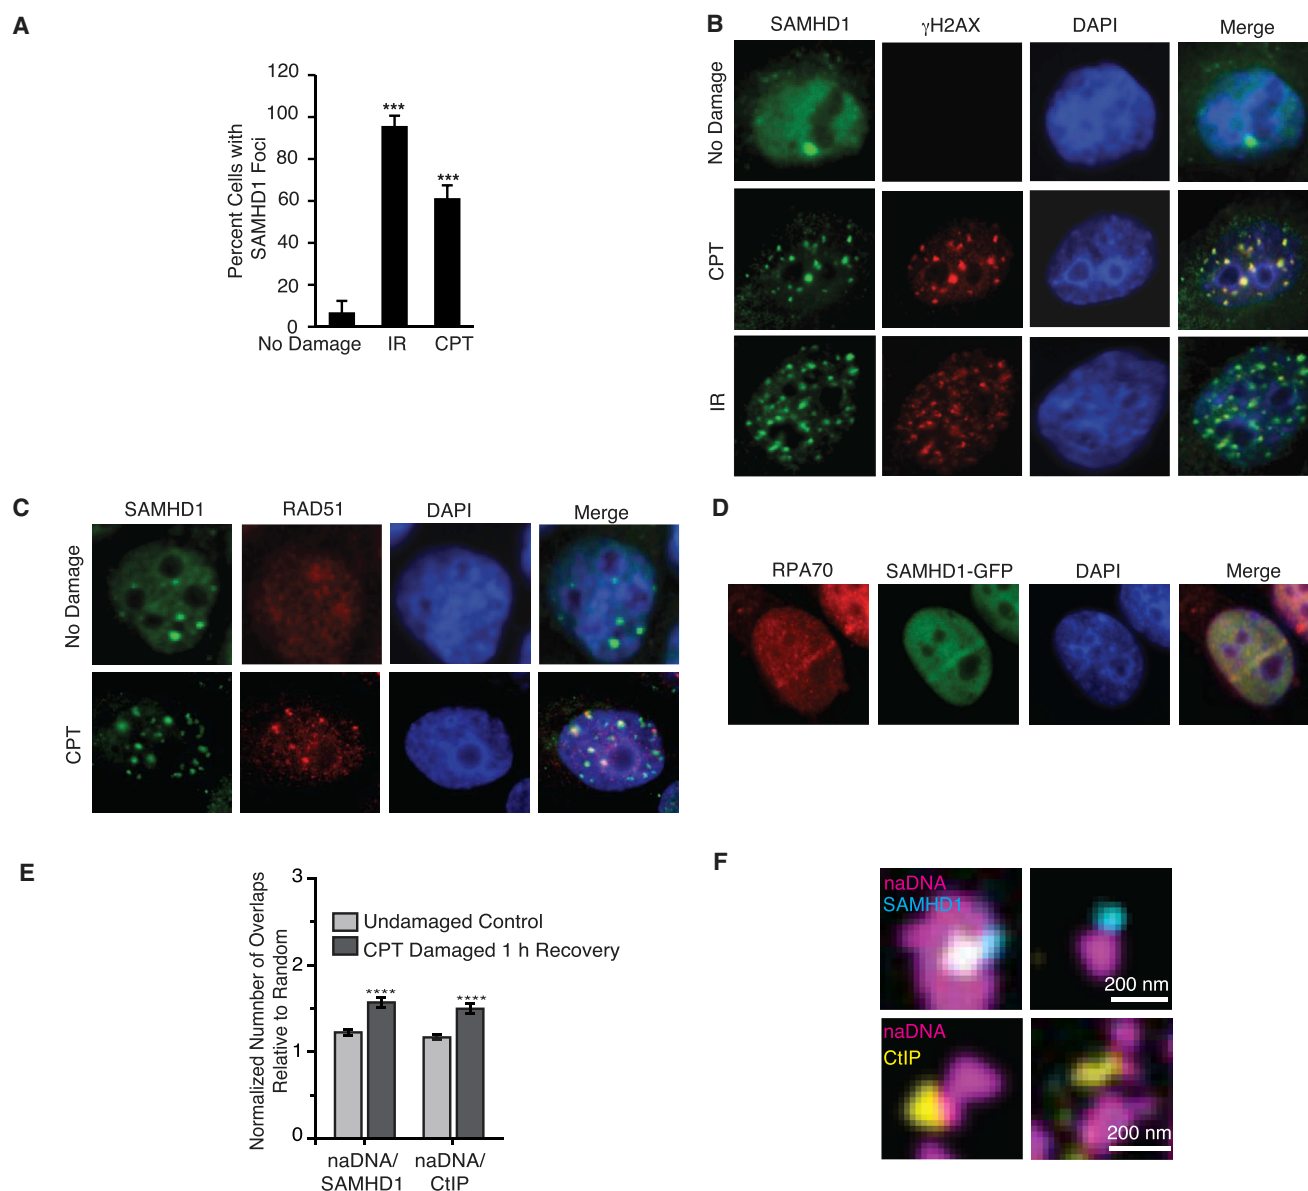 A
120
100
80
60
40
20
0
Percent Cells with
SAMHD1 Foci
***
***
No Damage IR CPT
B
SAMHD1 γH2AX DAPI Merge
No Damage
CPT
IR
C
SAMHD1 RAD51 DAPI Merge
No Damage
CPT
D
RPA70 SAMHD1-GFP DAPI Merge
E
3
2
1
0
Normalized Numnber of Overlaps
Relative to Random
Undamaged Control
CPT Damaged 1 h Recovery
****
****
naDNA/ naDNA/
SAMHD1 CtIP
F
naDNA
SAMHD1
200 nm
naDNA
CtIP
200 nm